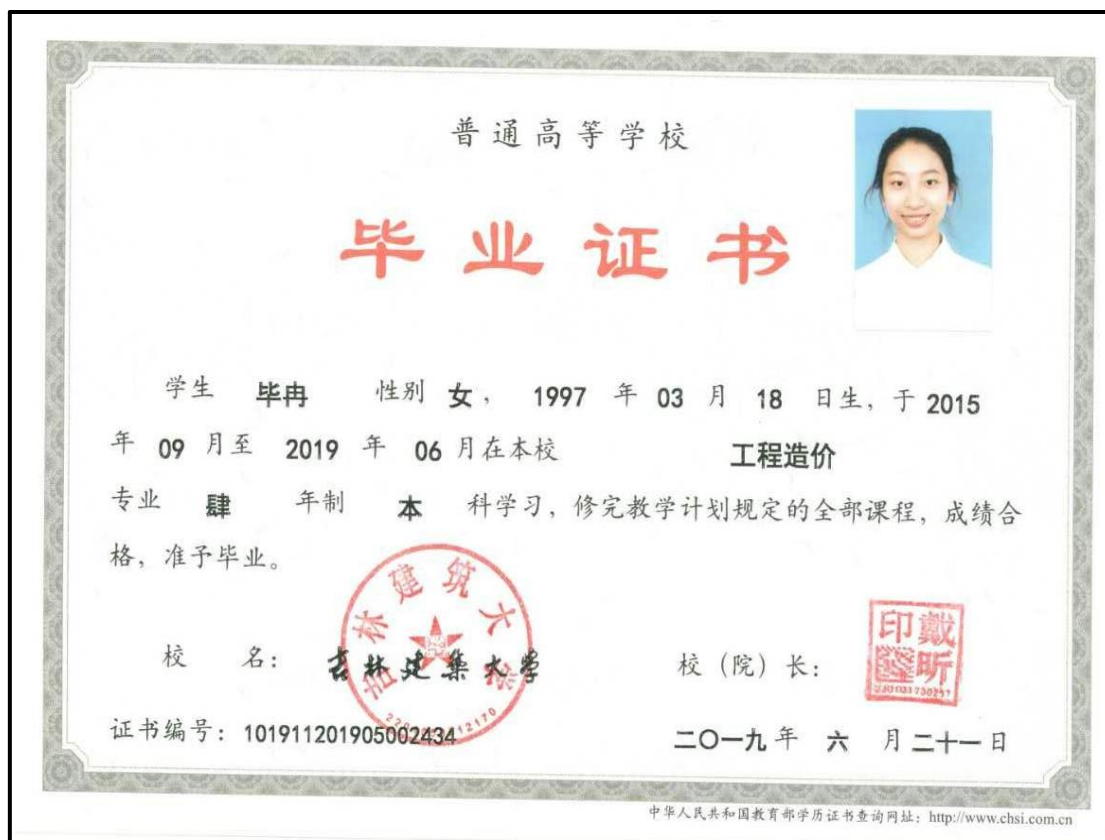 普通高等学校
毕业证书
学生 毕冉 性别 女，1997 年 03 月 18 日生，于 2015
年 09 月至 2019 年 06 月在本校 工程造价
专业 肆 年制 本 科学习，修完教学计划规定的全部课程，成绩合
格，准予毕业。
吉林建筑大学
校 名：吉林建筑大学
校（院）长：
戴昕印
证书编号：101911201905002434
二〇一九年 六 月二十一日
中华人民共和国教育部学历证书查询网址：http://www.chsi.com.cn